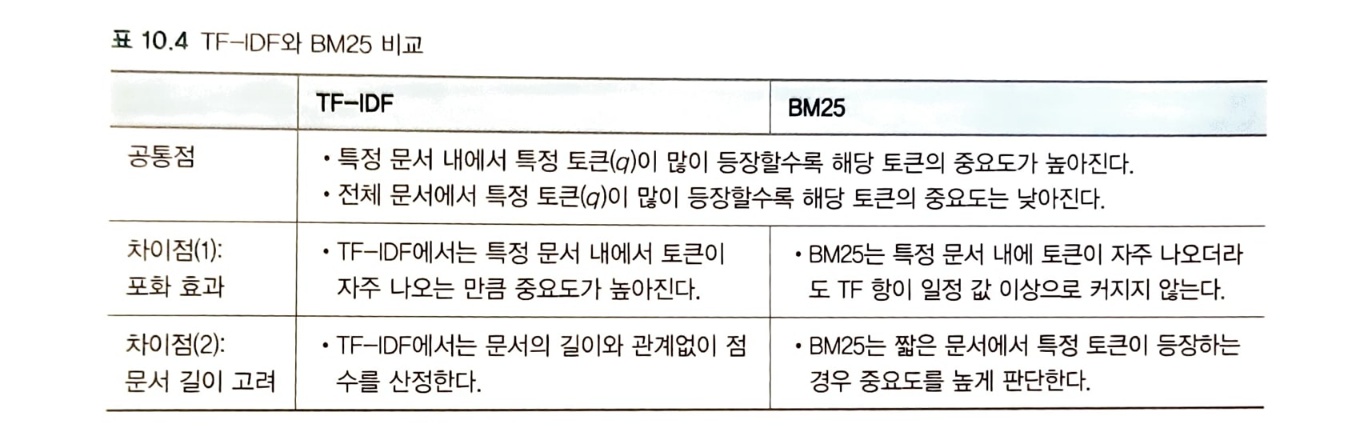 표 10.4 TF-IDF와 BM25 비교
TF-IDF
BM25
공통점
• 특정 문서 내에서 특정 토큰(q)이 많이 등장할수록 해당 토큰의 중요도가 높아진다.
• 전체 문서에서 특정 토큰(q)이 많이 등장할수록 해당 토큰의 중요도는 낮아진다.
차이점(1):
포화 효과
• TF-IDF에서는 특정 문서 내에서 토큰이
자주 나오는 만큼 중요도가 높아진다.
• BM25는 특정 문서 내에 토큰이 자주 나오더라
도 TF 항이 일정 값 이상으로 커지지 않는다.
차이점(2):
문서 길이 고려
• TF-IDF에서는 문서의 길이와 관계없이 점
수를 산정한다.
• BM25는 짧은 문서에서 특정 토큰이 등장하는
경우 중요도를 높게 판단한다.